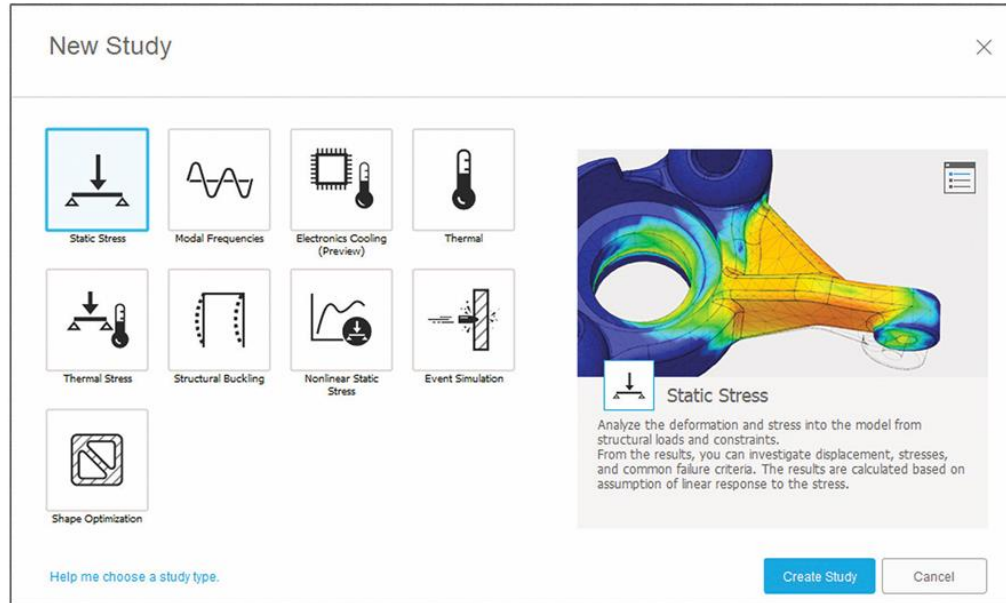 New Study
Static Stress
Modal Frequencies
Electronics Cooling
(Preview)
Thermal
Thermal Stress
Structural Buckling
Nonlinear Static
Stress
Event Simulation
Shape Optimization
Static Stress
Analyze the deformation and stress into the model from
structural loads and constraints.
From the results, you can investigate displacement, stresses,
and common failure criteria. The results are calculated based on
assumption of linear response to the stress.
Help me choose a study type.
Create Study
Cancel